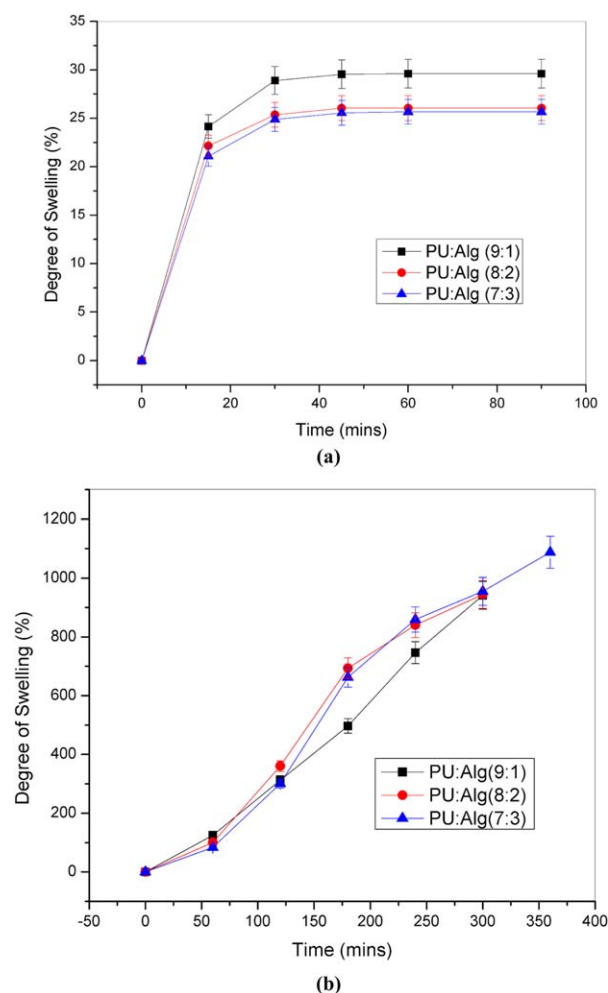 35
30
25
20
15
10
5
0
Degree of Swelling (%)
PU:Alg (9:1)
PU:Alg (8:2)
PU:Alg (7:3)
0 20 40 60 80 100
Time (mins)
(a)
1200
1000
800
600
400
200
0
Degree of Swelling (%)
PU:Alg(9:1)
PU:Alg(8:2)
PU:Alg(7:3)
-50 0 50 100 150 200 250 300 350 400
Time (mins)
(b)